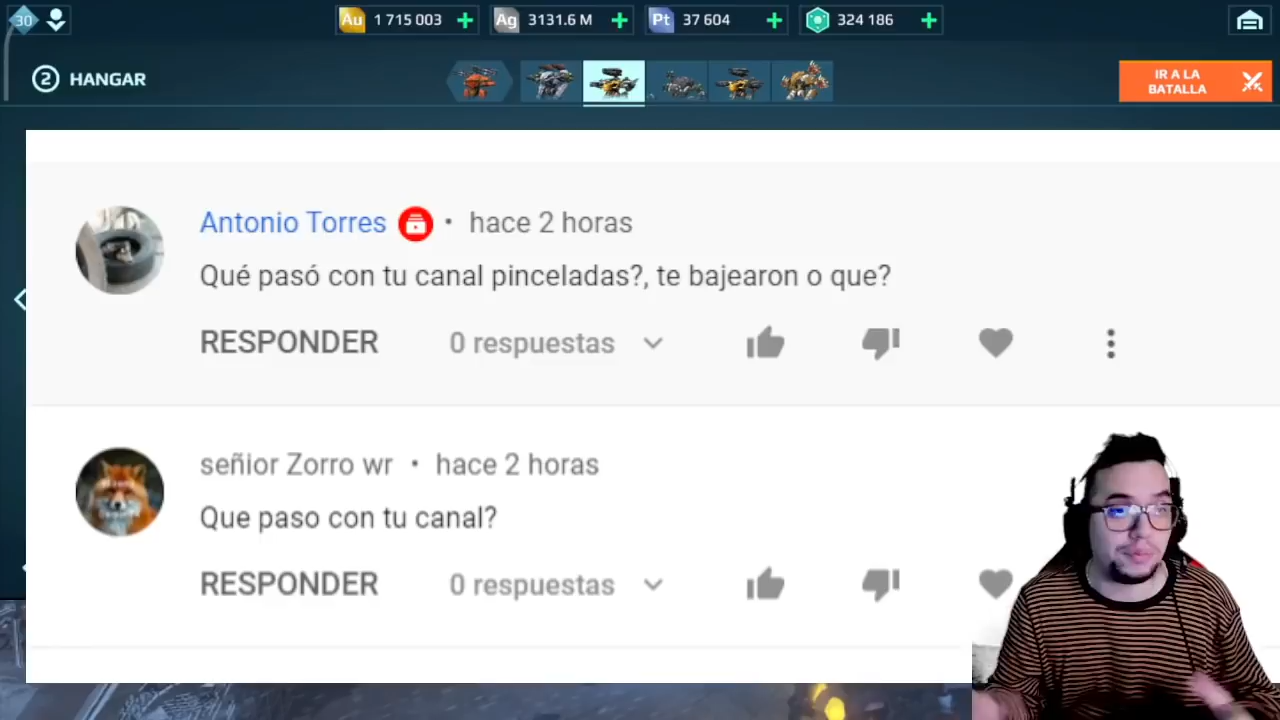 30 Au 1 715 003 + Ag 3131.6 M + Pt 37 604 + 324 186 +
2 HANGAR
IR A LA
BATALLA
Antonio Torres • hace 2 horas
Qué pasó con tu canal pinceladas?, te bajearon o que?
RESPONDER 0 respuestas
señior Zorro wr • hace 2 horas
Que paso con tu canal?
RESPONDER 0 respuestas